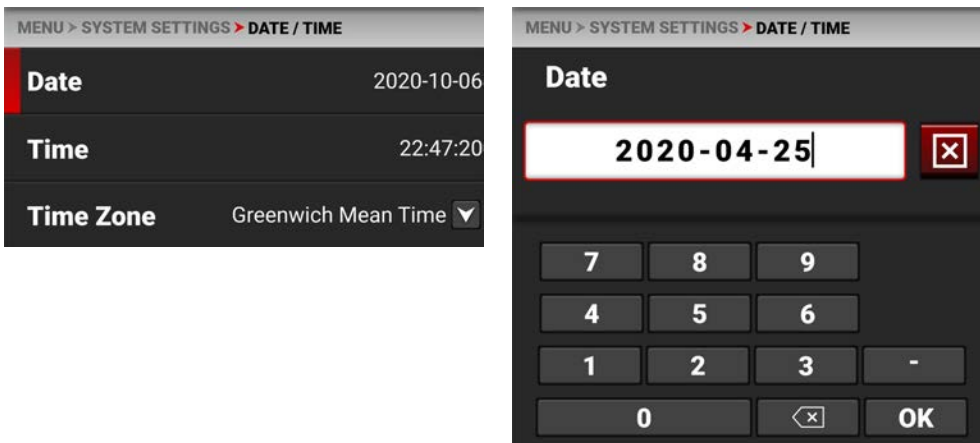 MENU > SYSTEM SETTINGS > DATE / TIME
Date 2020-10-06
Time 22:47:20
Time Zone Greenwich Mean Time
MENU > SYSTEM SETTINGS > DATE / TIME
Date
2020-04-25
7 8 9
4 5 6
1 2 3 -
0 OK